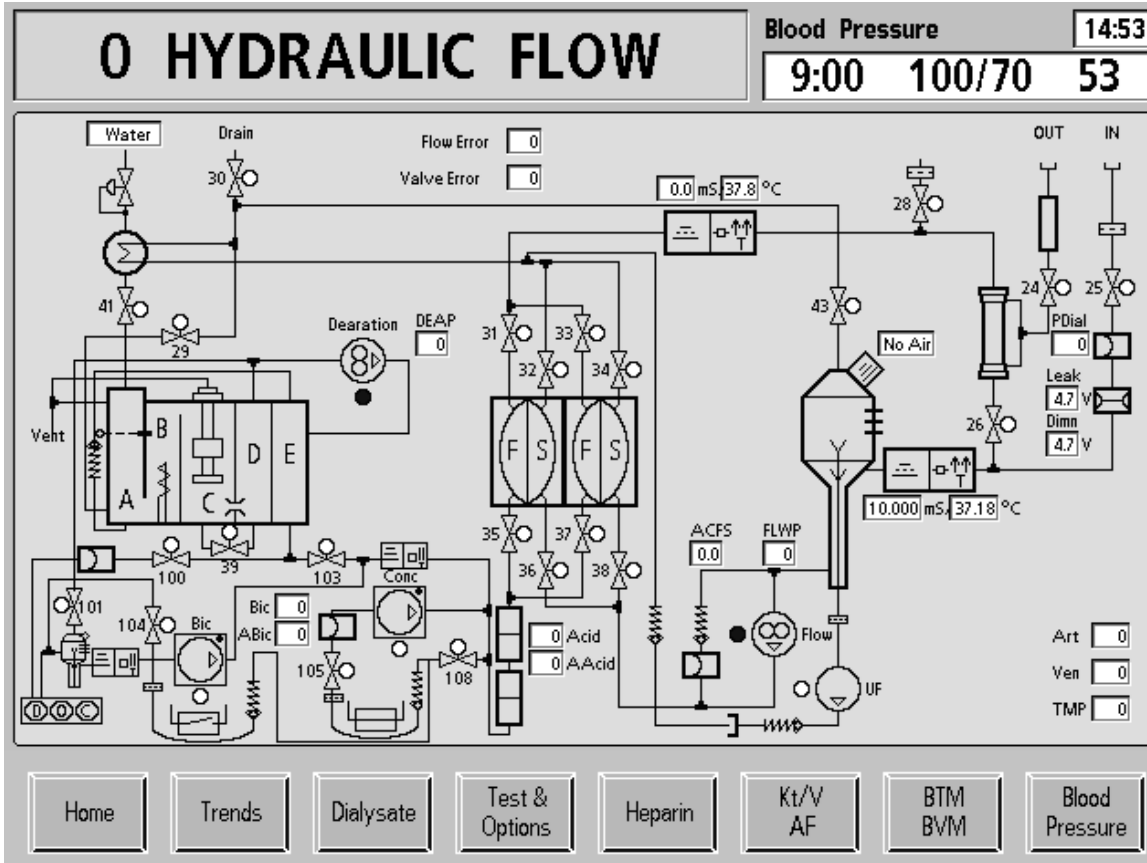 0 HYDRAULIC FLOW
Blood Pressure 14:53
9:00 100/70 53
Water Drain Flow Error 0 OUT IN
30 Valve Error 0 0.0 mS/ 37.8 °C 28
41 29 Dearation DEAP 0 31 33 43 24 25
32 34 No Air PDial 0
Vent Leak 4.7 V
26 Dimn 4.7 V
A B C D E F S F S
10.000 mS/ 37.18 °C
35 37 ACFS 0.0 FLWP 0
100 39 103 Conc 36 38
101 104 Bic Bic 0 ABic 0
0 Acid Flow Art 0
105 108 0 AAcid Ven 0
UF TMP 0
D O C
Home Trends Dialysate Test & Options Heparin Kt/V AF BTM BVM Blood Pressure